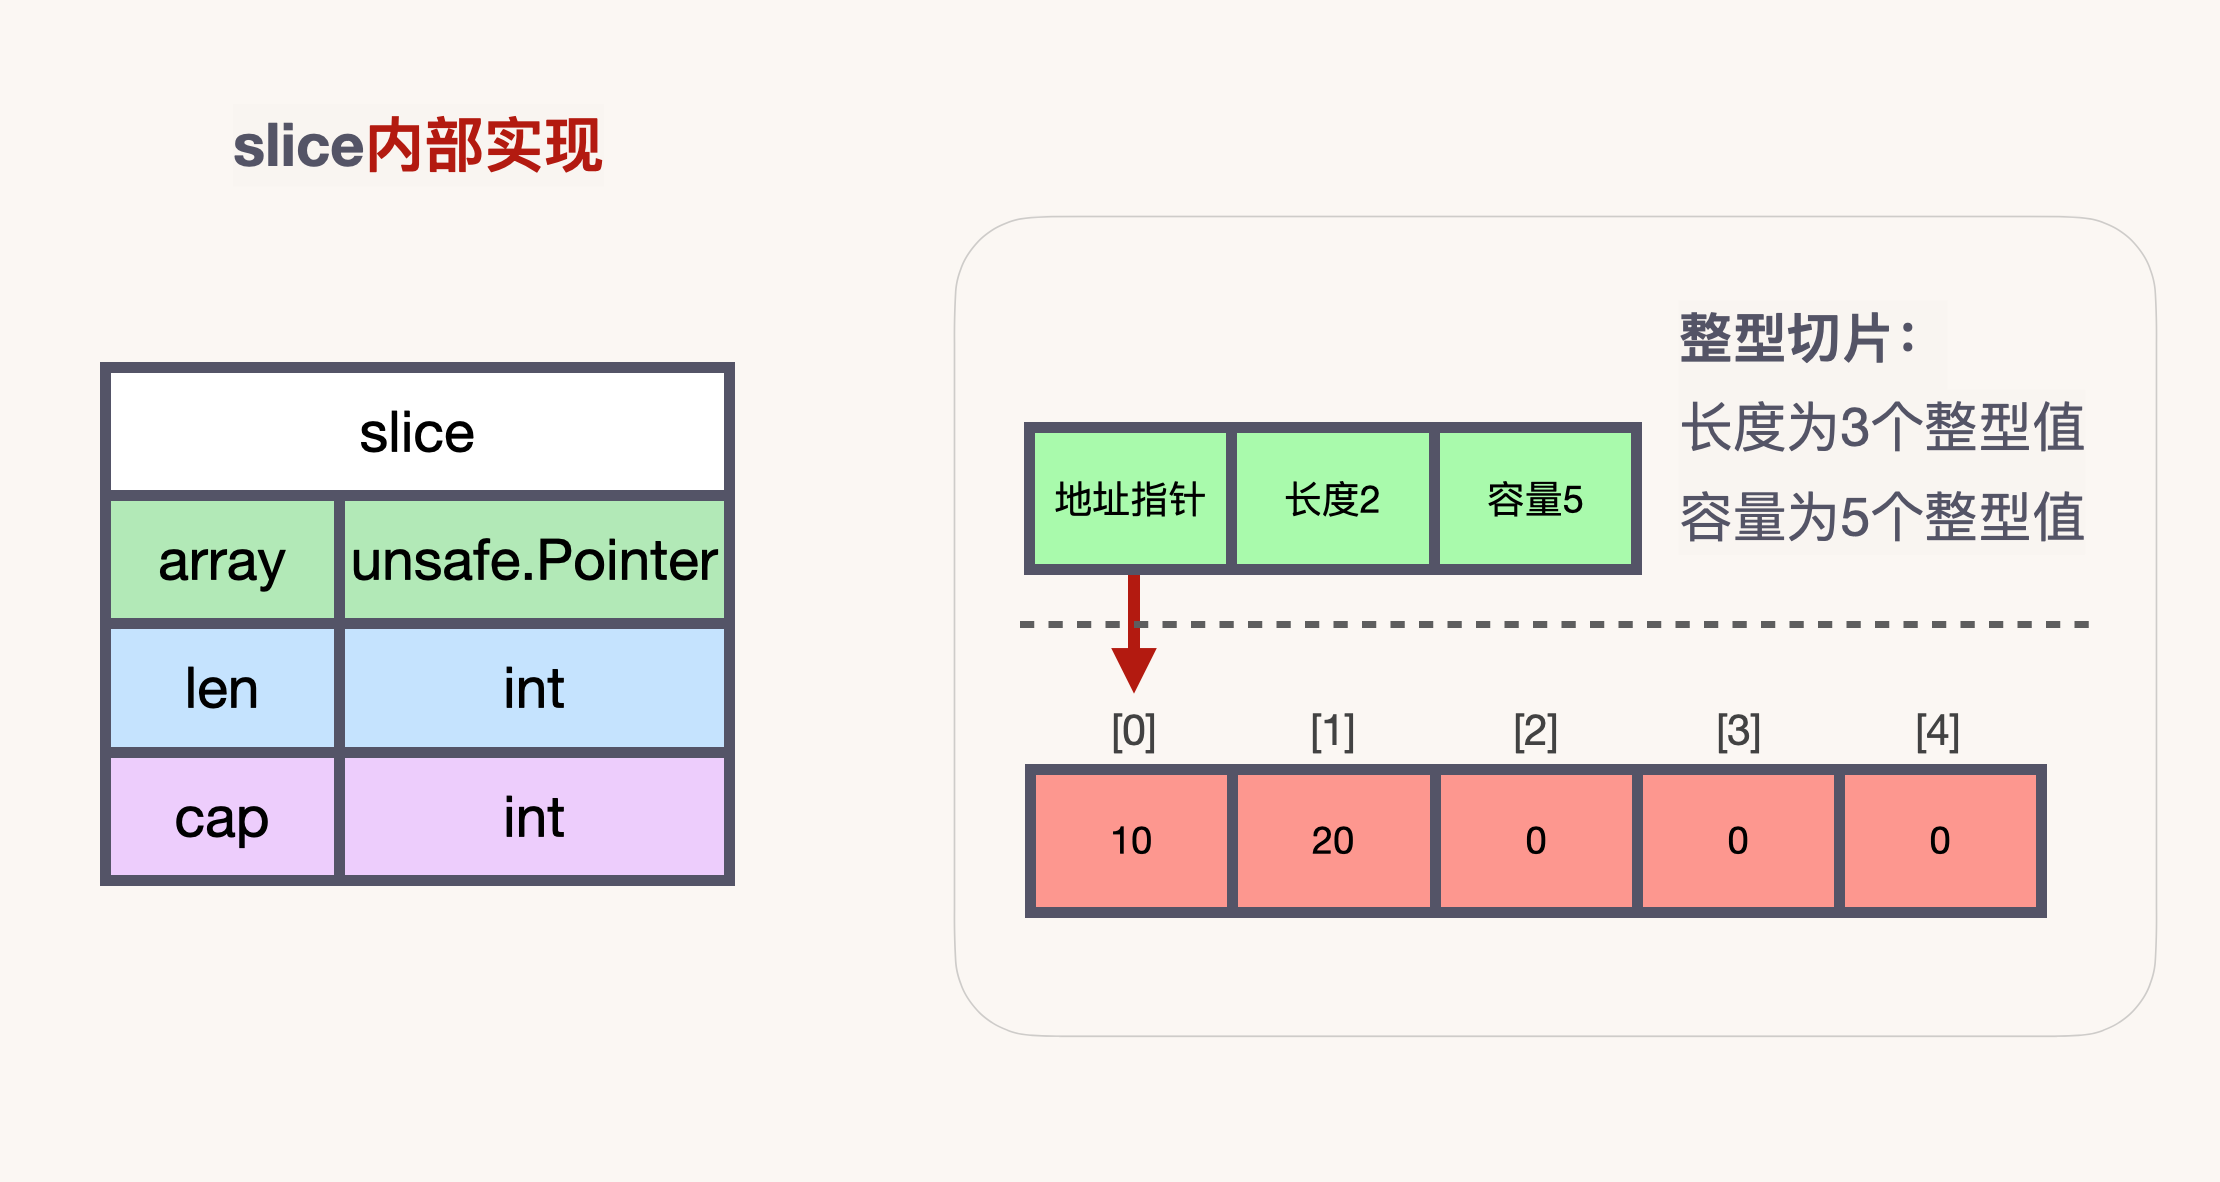 slice内部实现
slice
array unsafe.Pointer
len int
cap int
整型切片：
长度为3个整型值
容量为5个整型值
地址指针 长度2 容量5
[0] [1] [2] [3] [4]
10 20 0 0 0